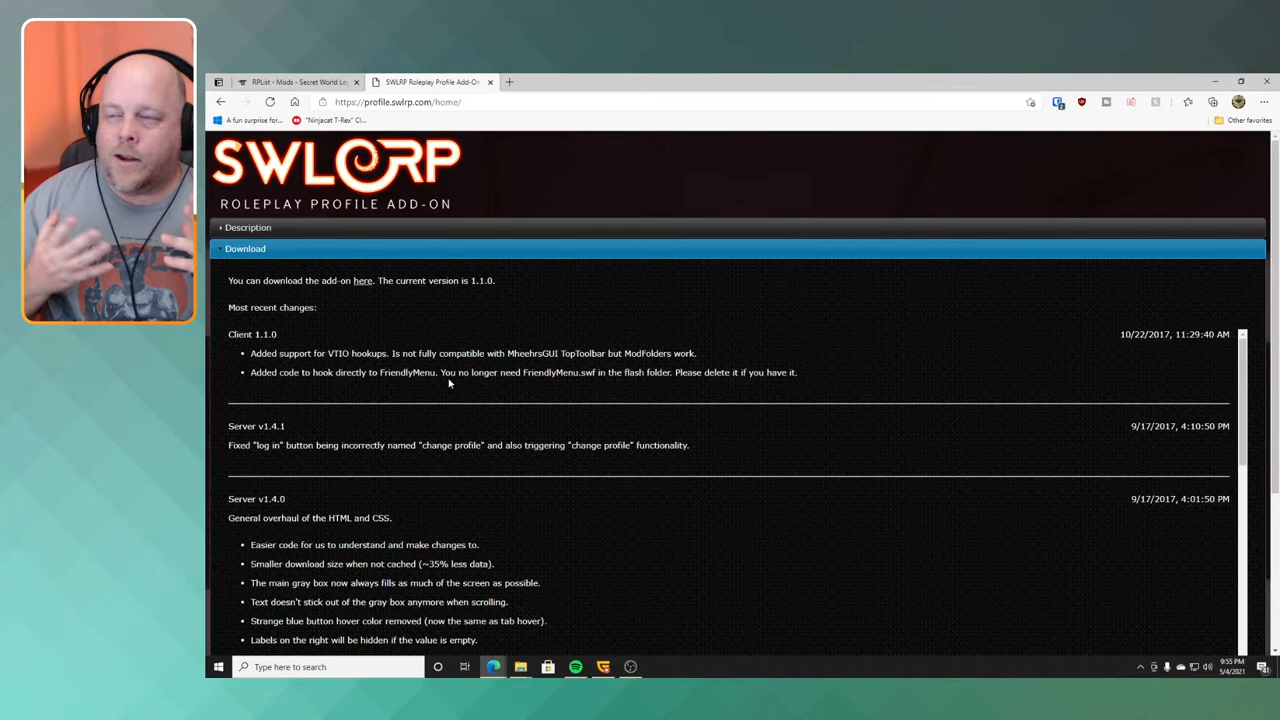 RPList - Mods - Secret World Le
SWLRP Roleplay Profile Add-On
https://profile.swlrp.com/home/
A fun surprise for...
"Ninjacat T-Rex" Cl...
Other favorites
SWLRP
ROLEPLAY PROFILE ADD-ON
Description
Download
You can download the add-on here. The current version is 1.1.0.
Most recent changes:
Client 1.1.0
10/22/2017, 11:29:40 AM
Added support for VTIO hookups. Is not fully compatible with MheehrsGUI TopToolbar but ModFolders work.
Added code to hook directly to FriendlyMenu. You no longer need FriendlyMenu.swf in the flash folder. Please delete it if you have it.
Server v1.4.1
9/17/2017, 4:10:50 PM
Fixed "log in" button being incorrectly named "change profile" and also triggering "change profile" functionality.
Server v1.4.0
9/17/2017, 4:01:50 PM
General overhaul of the HTML and CSS.
Easier code for us to understand and make changes to.
Smaller download size when not cached (~35% less data).
The main gray box now always fills as much of the screen as possible.
Text doesn't stick out of the gray box anymore when scrolling.
Strange blue button hover color removed (now the same as tab hover).
Labels on the right will be hidden if the value is empty.
Type here to search
9:55 PM
5/4/2021